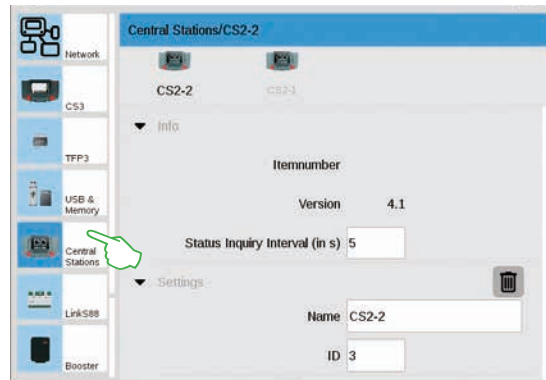 Central Stations/CS2-2
Network
CS3
TFP3
USB &
Memory
Central
Stations
LinkS88
Booster
CS2-2
CS2-1
Info
Itemnumber
Version 4.1
Status Inquiry Interval (in s) 5
Settings
Name CS2-2
ID 3